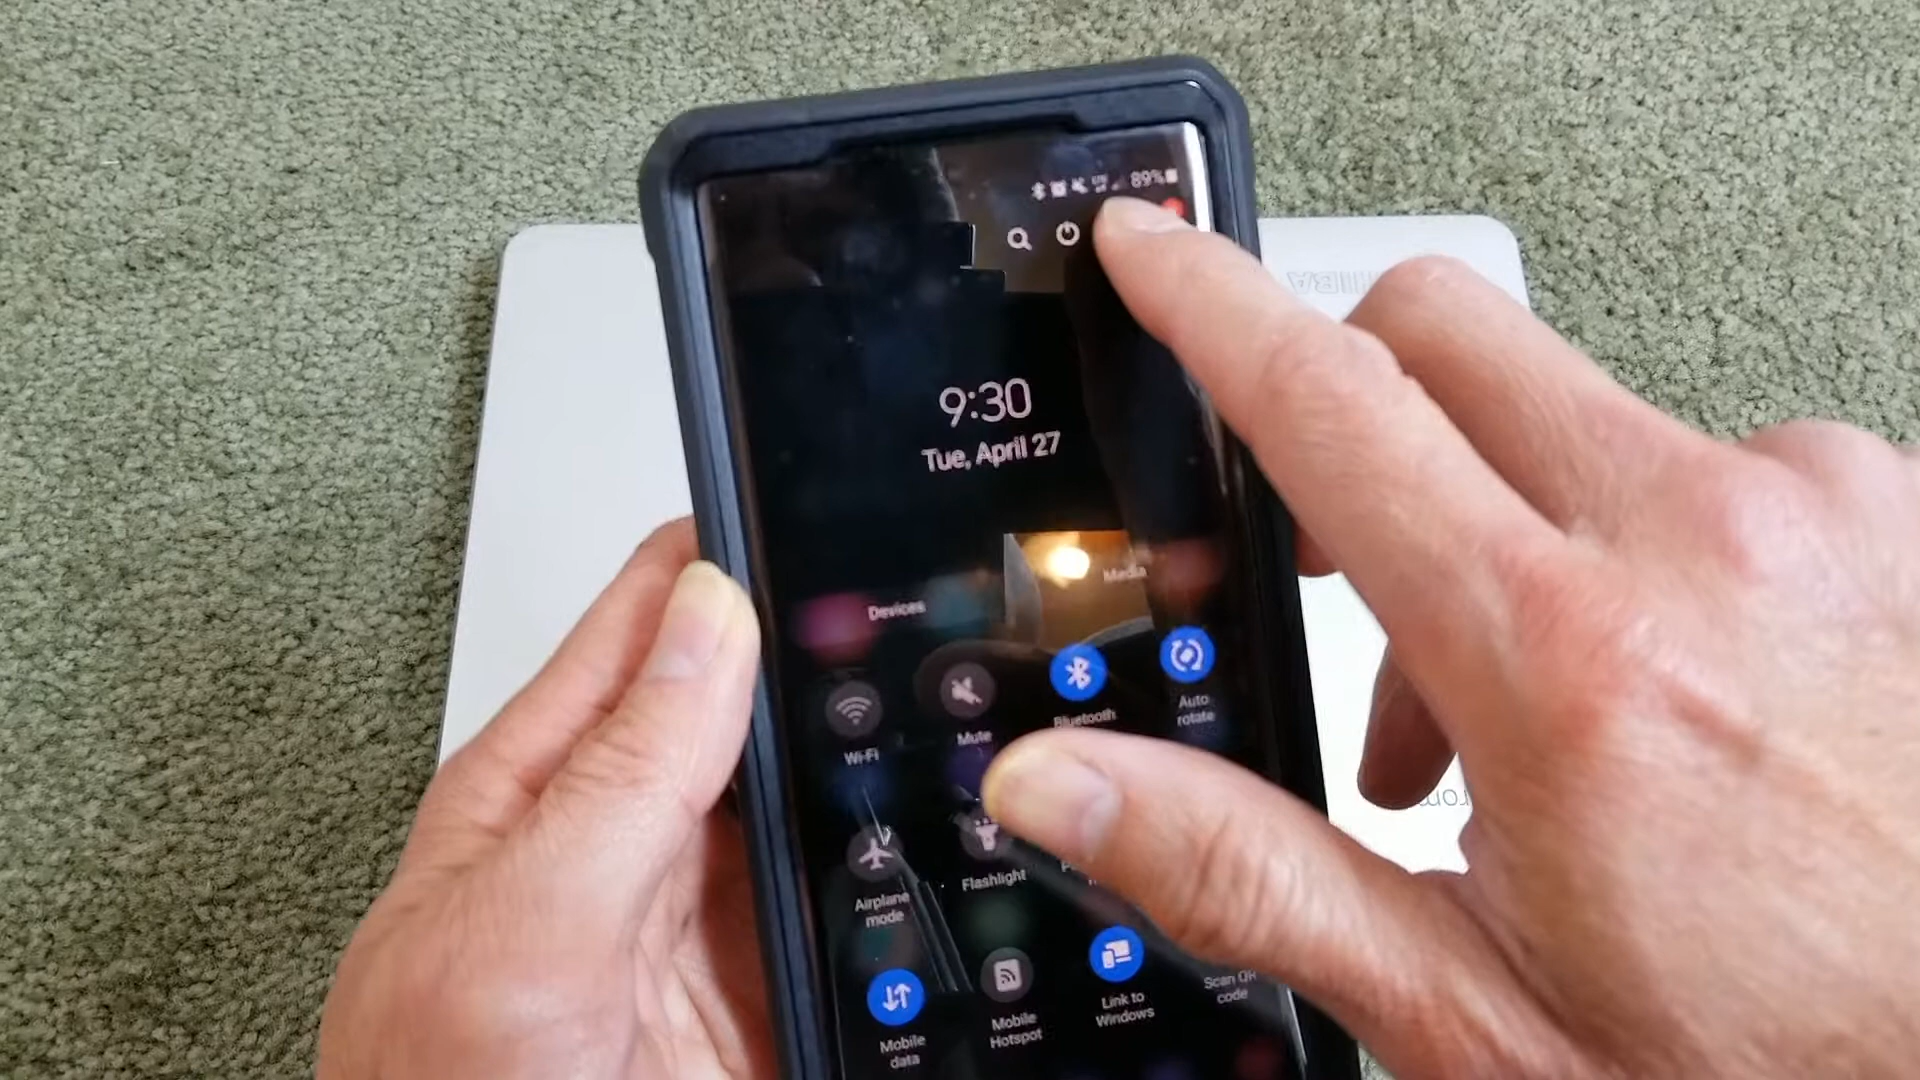 89%
9:30
Tue, April 27
Media
Devices
Wi-Fi
Mute
Bluetooth
Auto
rotate
Airplane
mode
Flashlight
Mobile
data
Mobile
Hotspot
Link to
Windows
Scan QR
code